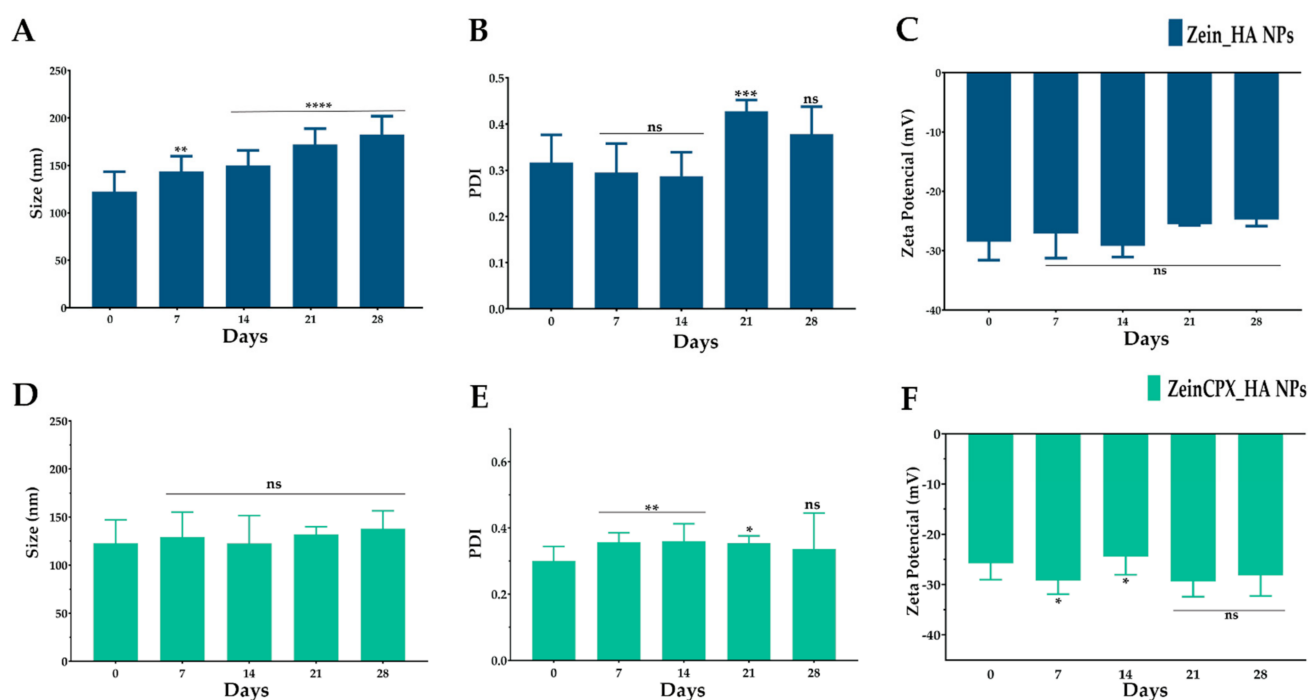 A
B
C
Zein_HA NPs
Size (nm)
250
200
150
100
50
0
**
****
0 7 14 21 28
Days
PDI
0.5
0.4
0.3
0.2
0.1
0.0
ns
***
ns
0 7 14 21 28
Days
Zeta Potencial (mV)
0
-10
-20
-30
-40
ns
0 7 14 21 28
Days
D
E
F
ZeinCPX_HA NPs
Size (nm)
250
200
150
100
50
0
ns
0 7 14 21 28
Days
PDI
0.6
0.4
0.2
0.0
**
*
ns
0 7 14 21 28
Days
Zeta Potencial (mV)
0
-10
-20
-30
-40
*
*
ns
0 7 14 21 28
Days